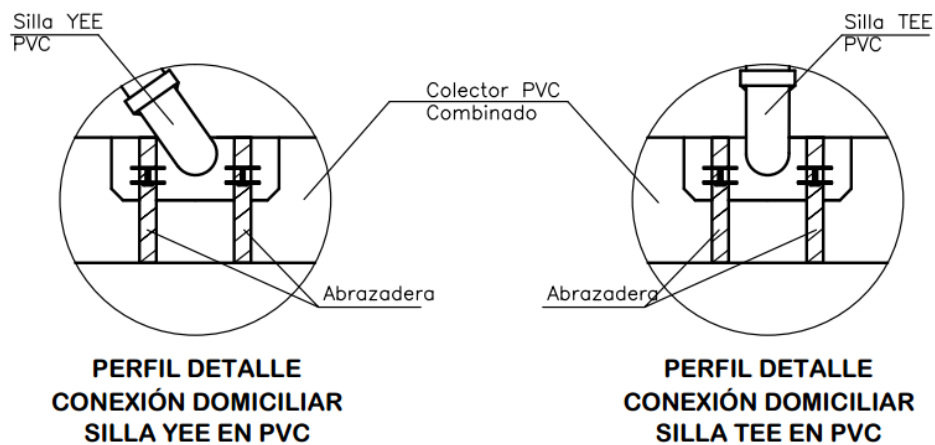 Silla YEE
PVC
Silla TEE
PVC
Colector PVC
Combinado
Abrazadera
Abrazadera
PERFIL DETALLE
CONEXIÓN DOMICILIAR
SILLA YEE EN PVC
PERFIL DETALLE
CONEXIÓN DOMICILIAR
SILLA TEE EN PVC